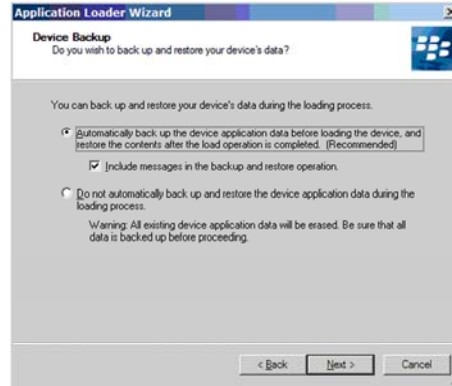 Application Loader Wizard
Device Backup
Do you wish to back up and restore your device's data?
You can back up and restore your device's data during the loading process.
Automatically back up the device application data before loading the device, and
restore the contents after the load operation is completed. (Recommended)
Include messages in the backup and restore operation.
Do not automatically back up and restore the device application data during the
loading process.
Warning: All existing device application data will be erased. Be sure that all
data is backed up before proceeding.
< Back
Next >
Cancel